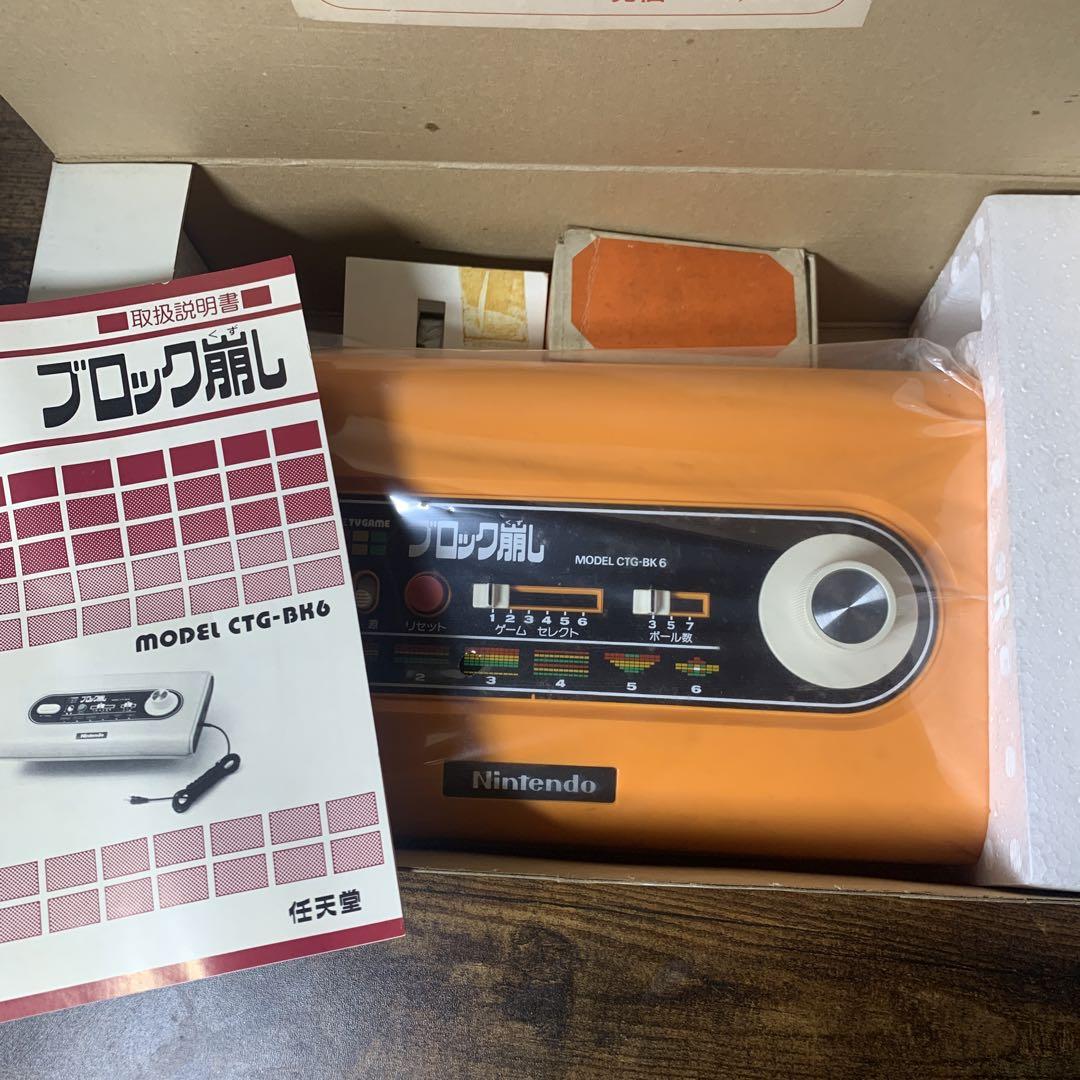 取扱説明書
くず
ブロック崩し
MODEL CTG-BK6
Nintendo
任天堂
TVGAME
くず
ブロック崩し
MODEL CTG-BK6
リセット
1 2 3 4 5 6
ゲーム セレクト
3 5 7
ボール数
2 3 4 5 6
Nintendo